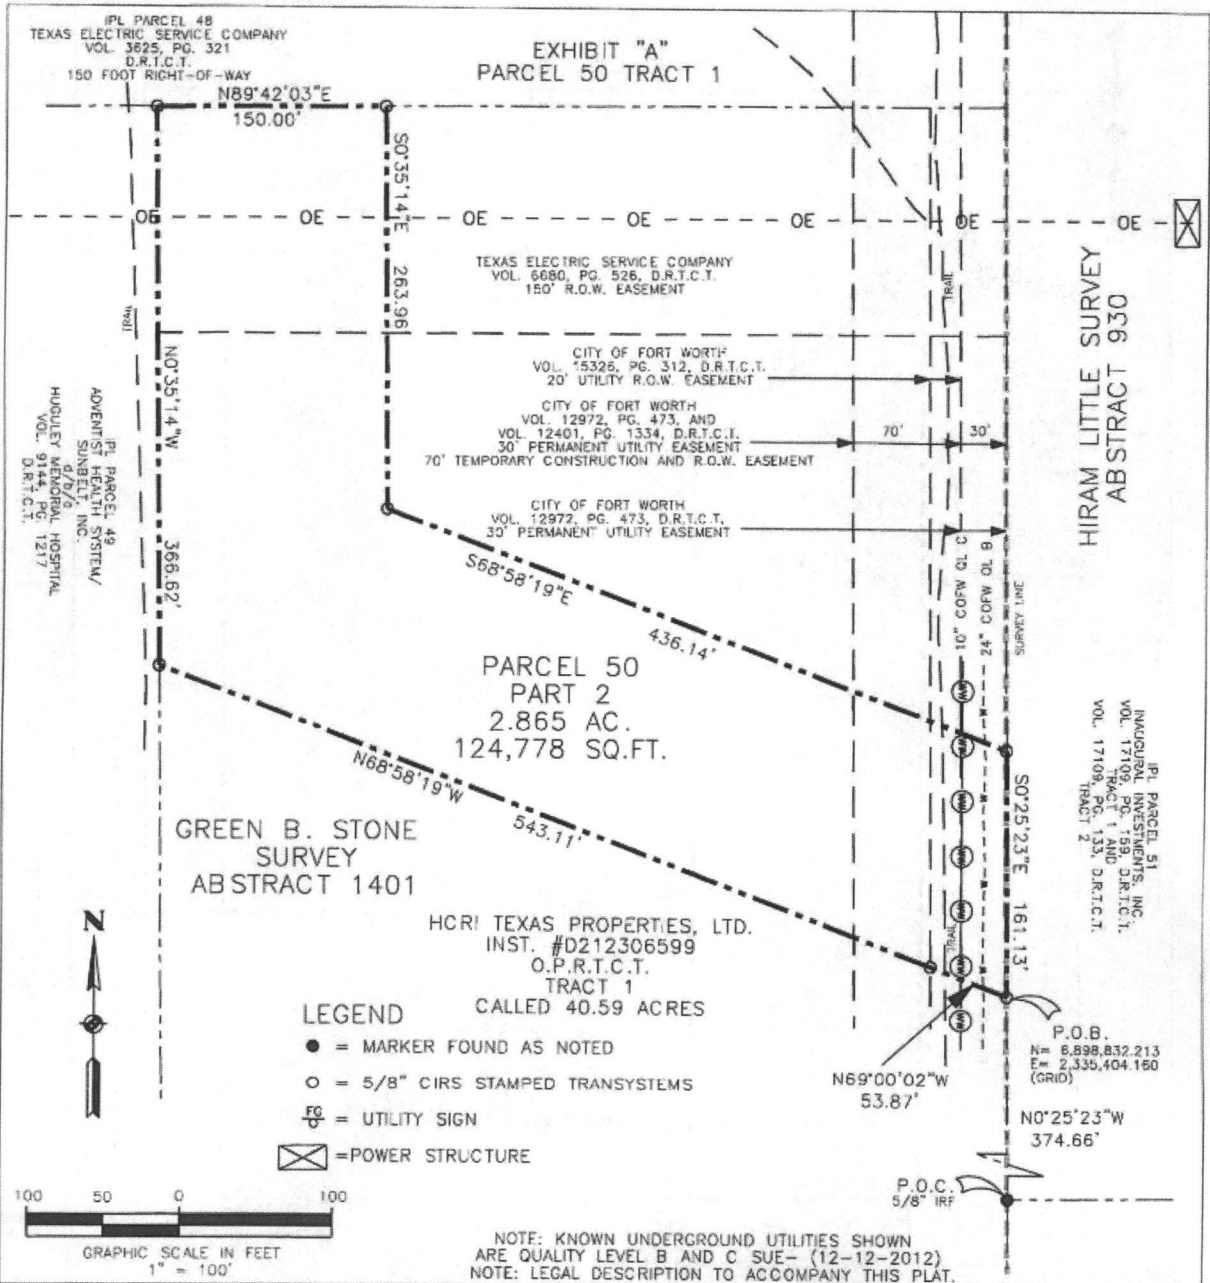 IPL PARCEL 48
TEXAS ELECTRIC SERVICE COMPANY
VOL. 3625, PG. 321
D.R.T.C.T.
150 FOOT RIGHT-OF-WAY
EXHIBIT "A"
PARCEL 50 TRACT 1
N89°42'03"E
150.00'
S0°35'14"E 263.96
OE OE OE OE OE OE OE
TEXAS ELECTRIC SERVICE COMPANY
VOL. 6680, PG. 526, D.R.T.C.T.
150' R.O.W. EASEMENT
TRAIL
TRAIL
HIRAM LITTLE SURVEY
ABSTRACT 930
CITY OF FORT WORTH
VOL. 15326, PG. 312, D.R.T.C.T.
20' UTILITY R.O.W. EASEMENT
CITY OF FORT WORTH
VOL. 12972, PG. 473, AND
VOL. 12401, PG. 1334, D.R.T.C.T.
30' PERMANENT UTILITY EASEMENT
70' TEMPORARY CONSTRUCTION AND R.O.W. EASEMENT
70'
30'
CITY OF FORT WORTH
VOL. 12972, PG. 473, D.R.T.C.T.
30' PERMANENT UTILITY EASEMENT
N0°35'14"W 366.62'
IPL PARCEL 49
ADVENTIST HEALTH SYSTEM/
SUNBELT, INC.
d/b/a
HUGULEY MEMORIAL HOSPITAL
VOL. 9144, PG. 1217
D.R.T.C.T.
S68°58'19"E
436.14'
10" COFW QL C
24" COFW QL B
SURVEY LINE
PARCEL 50
PART 2
2.865 AC.
124,778 SQ.FT.
N68°58'19"W
543.11'
WW
WW
WW
WW
WW
WW
WW
S0°25'23"E 161.13'
IPL PARCEL 51
INAUGURAL INVESTMENTS, INC.
VOL. 17109, PG. 159, D.R.T.C.T.
TRACT 1 AND
VOL. 17109, PG. 133, D.R.T.C.T.
TRACT 2
GREEN B. STONE
SURVEY
ABSTRACT 1401
N
HCRI TEXAS PROPERTIES, LTD.
INST. #D212306599
O.P.R.T.C.T.
TRACT 1
CALLED 40.59 ACRES
TRAIL
LEGEND
= MARKER FOUND AS NOTED
= 5/8" CIRS STAMPED TRANSYSTEMS
FG = UTILITY SIGN
=POWER STRUCTURE
P.O.B.
N= 6,898,832.213
E= 2,335,404.160
(GRID)
N69°00'02"W
53.87'
N0°25'23"W
374.66'
P.O.C.
5/8" IRF
100 50 0 100
GRAPHIC SCALE IN FEET
1" = 100'
NOTE: KNOWN UNDERGROUND UTILITIES SHOWN
ARE QUALITY LEVEL B AND C SUE- (12-12-2012)
NOTE: LEGAL DESCRIPTION TO ACCOMPANY THIS PLAT.